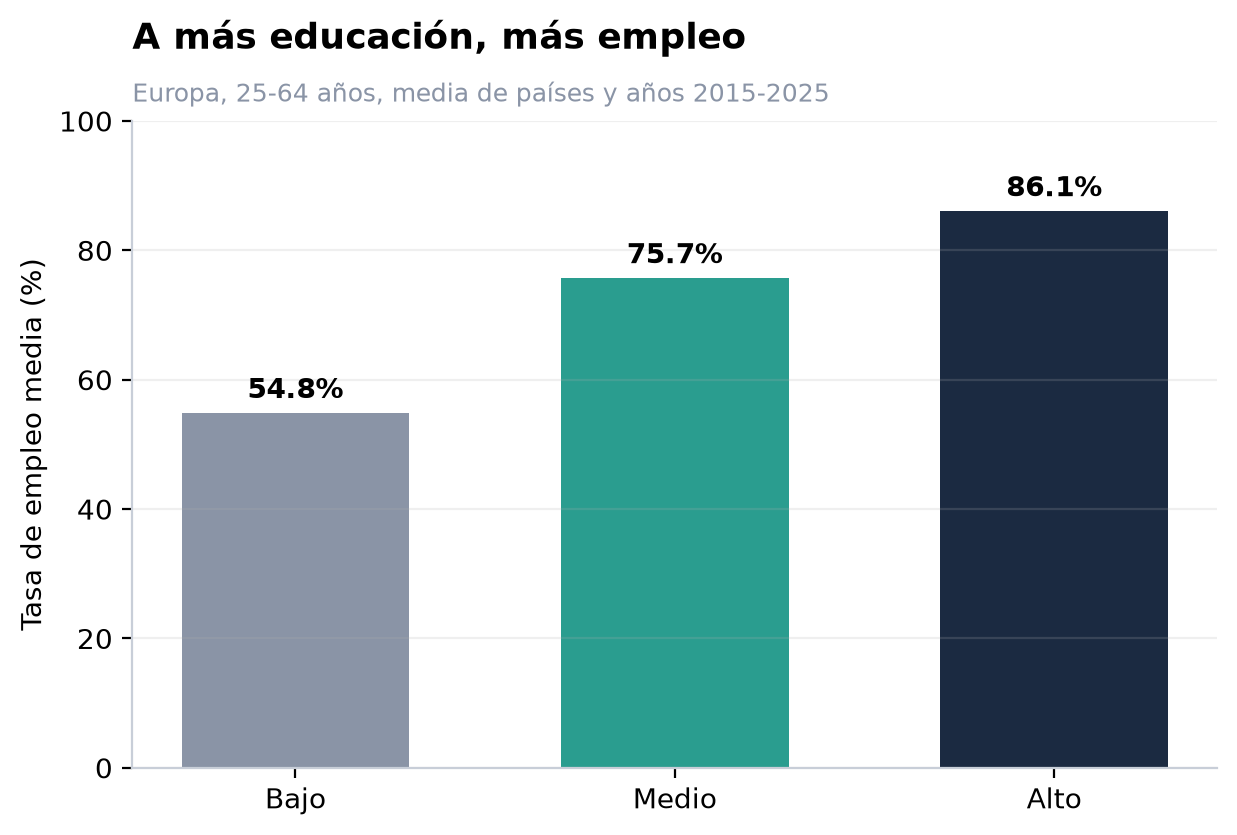 A más educación, más empleo
Europa, 25-64 años, media de países y años 2015-2025
Tasa de empleo media (%)
100
80
60
40
20
0
54.8%
75.7%
86.1%
Bajo
Medio
Alto